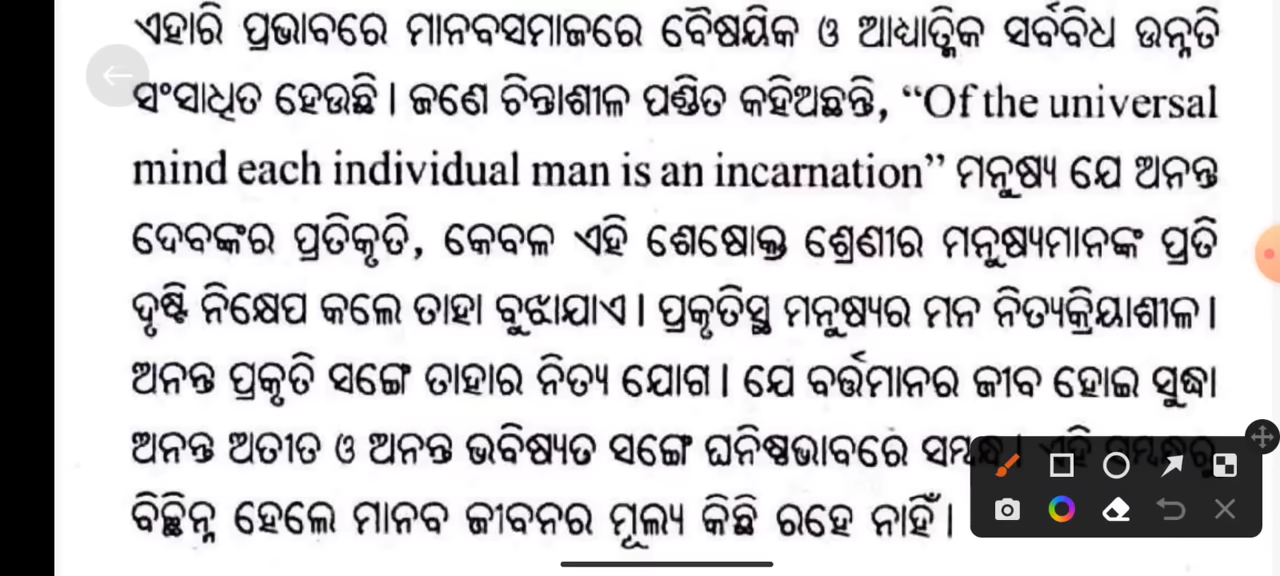 ଏହାରି ପ୍ରଭାବରେ ମାନବସମାଜରେ ବୈଷୟିକ ଓ ଆଧ୍ୟାତ୍ମିକ ସର୍ବବିଧ ଉନ୍ନତି
ସଂସାଧିତ ହେଉଛି । ଜଣେ ଚିନ୍ତାଶୀଳ ପଣ୍ଡିତ କହିଅଛନ୍ତି, “Of the universal
mind each individual man is an incarnation” ମନୁଷ୍ୟ ଯେ ଅନନ୍ତ
ଦେବଙ୍କର ପ୍ରତିକୃତି, କେବଳ ଏହି ଶେଷୋକ୍ତ ଶ୍ରେଣୀର ମନୁଷ୍ୟମାନଙ୍କ ପ୍ରତି
ଦୃଷ୍ଟି ନିକ୍ଷେପ କଲେ ତାହା ବୁଝାଯାଏ । ପ୍ରକୃତିସ୍ଥ ମନୁଷ୍ୟର ମନ ନିତ୍ୟକ୍ରିୟାଶୀଳ ।
ଅନନ୍ତ ପ୍ରକୃତି ସଙ୍ଗେ ତାହାର ନିତ୍ୟ ଯୋଗ । ଯେ ବର୍ତ୍ତମାନର ଜୀବ ହୋଇ ସୁଦ୍ଧା
ଅନନ୍ତ ଅତୀତ ଓ ଅନନ୍ତ ଭବିଷ୍ୟତ ସଙ୍ଗେ ଘନିଷ୍ଠଭାବରେ ସମ୍ବନ୍ଧ । ଏହି
ବିଚ୍ଛିନ୍ନ ହେଲେ ମାନବ ଜୀବନର ମୂଲ୍ୟ କିଛି ରହେ ନାହିଁ ।